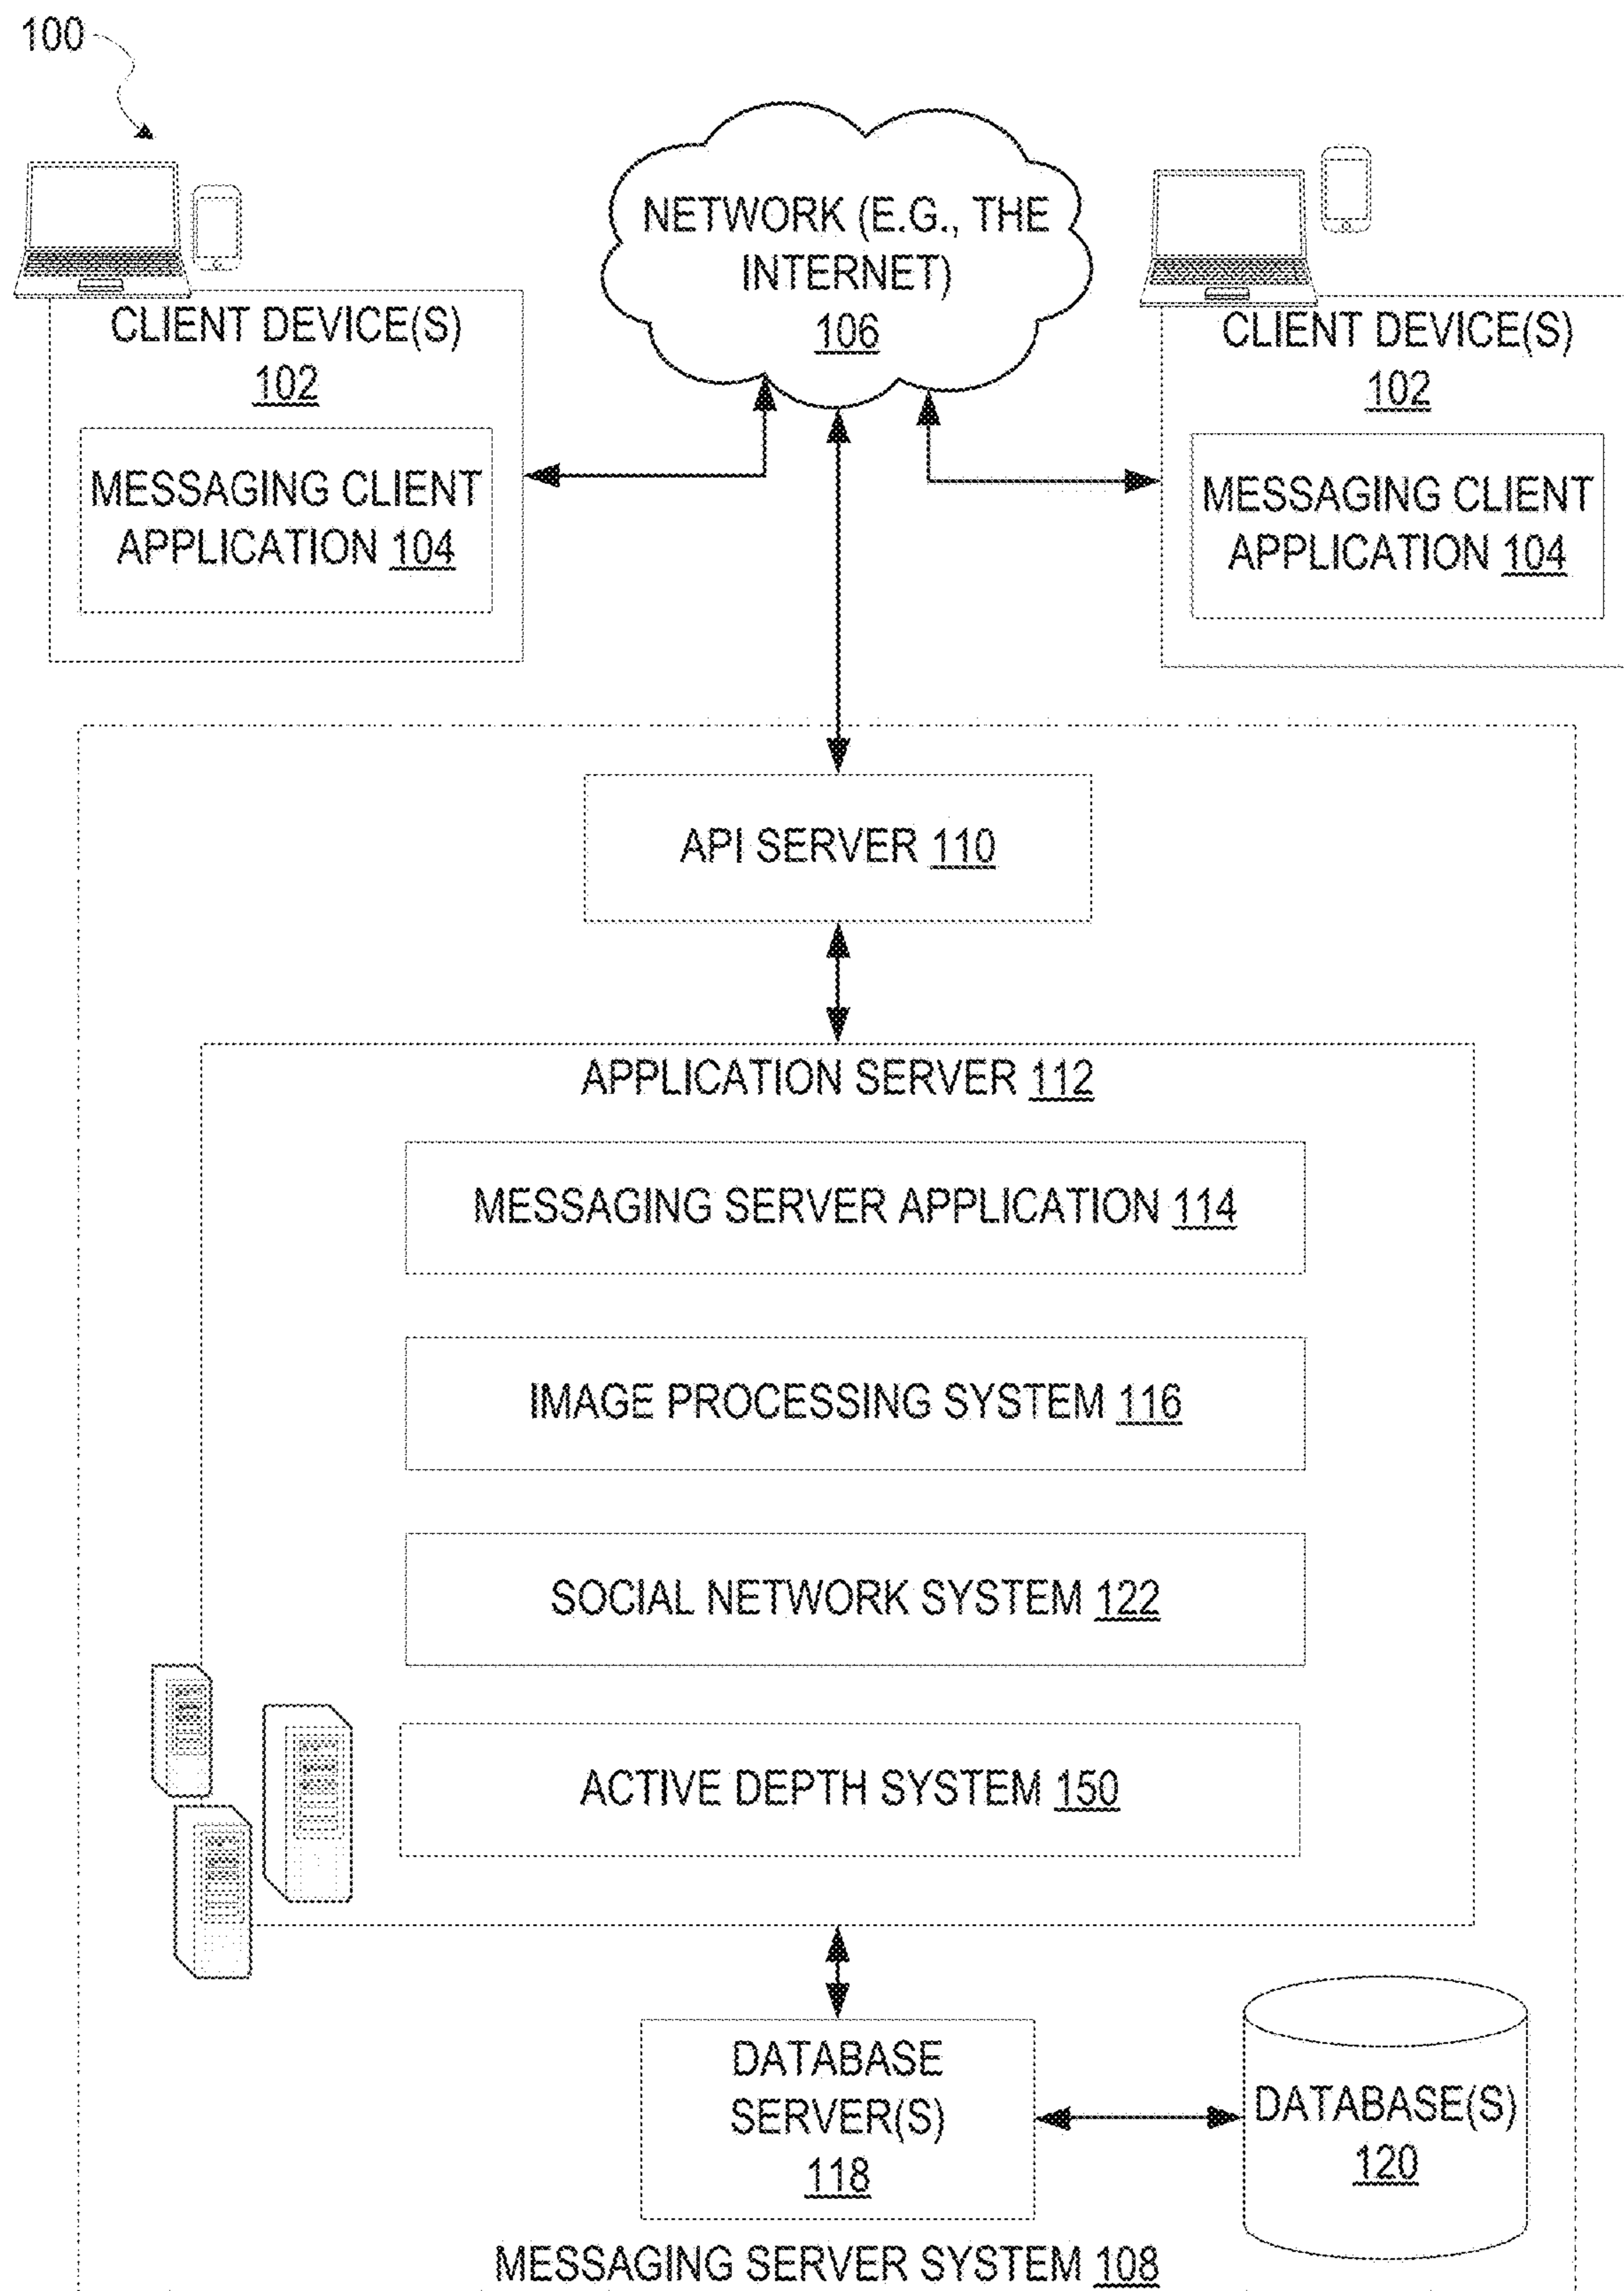 100
NETWORK (E.G., THE
INTERNET)
106
CLIENT DEVICE(S)
102
MESSAGING CLIENT
APPLICATION 104
CLIENT DEVICE(S)
102
MESSAGING CLIENT
APPLICATION 104
API SERVER 110
APPLICATION SERVER 112
MESSAGING SERVER APPLICATION 114
IMAGE PROCESSING SYSTEM 116
SOCIAL NETWORK SYSTEM 122
ACTIVE DEPTH SYSTEM 150
DATABASE
SERVER(S)
118
DATABASE(S)
120
MESSAGING SERVER SYSTEM 108